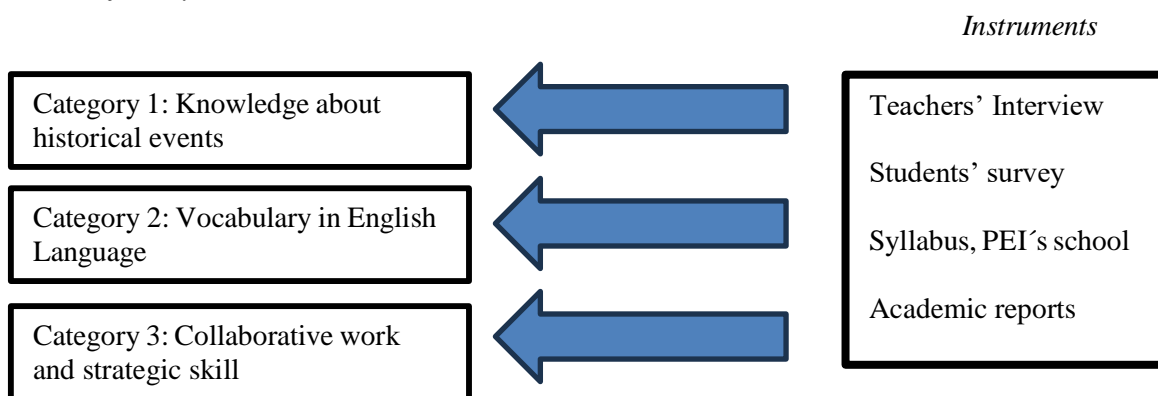 Instruments
Category 1: Knowledge about
historical events
Category 2: Vocabulary in English
Language
Category 3: Collaborative work
and strategic skill
Teachers’ Interview
Students’ survey
Syllabus, PEI´s school
Academic reports